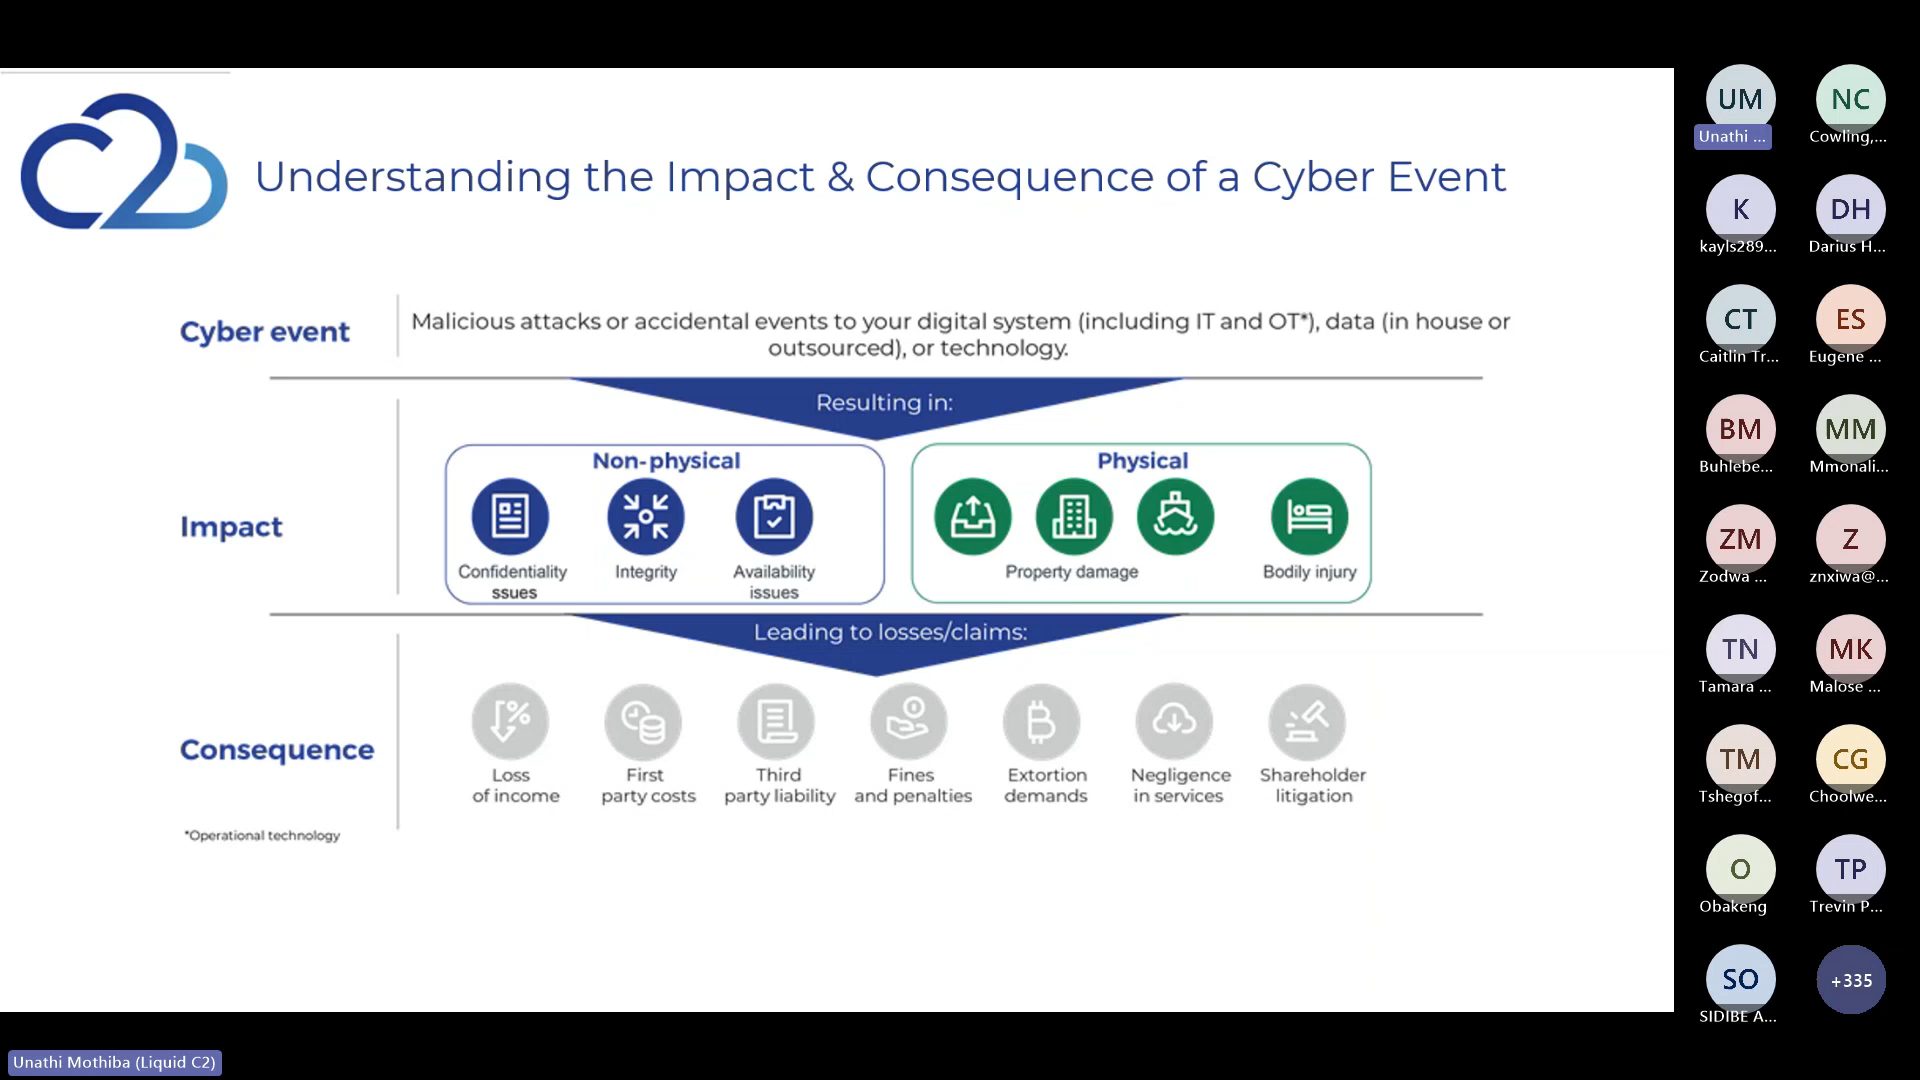 Understanding the Impact & Consequence of a Cyber Event
Cyber event
Malicious attacks or accidental events to your digital system (including IT and OT*), data (in house or
outsourced), or technology.
Resulting in:
Impact
Non-physical
Confidentiality
ssues
Integrity
Availability
issues
Physical
Property damage
Bodily injury
Leading to losses/claims:
Consequence
Loss
of income
First
party costs
Third
party liability
Fines
and penalties
Extortion
demands
Negligence
in services
Shareholder
litigation
*Operational technology
UM
Unathi ...
NC
Cowling,...
K
kayls289...
DH
Darius H...
CT
Caitlin Tr...
ES
Eugene ...
BM
Buhlebe...
MM
Mmonali...
ZM
Zodwa ...
Z
znxiwa@...
TN
Tamara ...
MK
Malose ...
TM
Tshegof...
CG
Choolwe...
O
Obakeng
TP
Trevin P...
SO
SIDIBE A...
+335
Unathi Mothiba (Liquid C2)